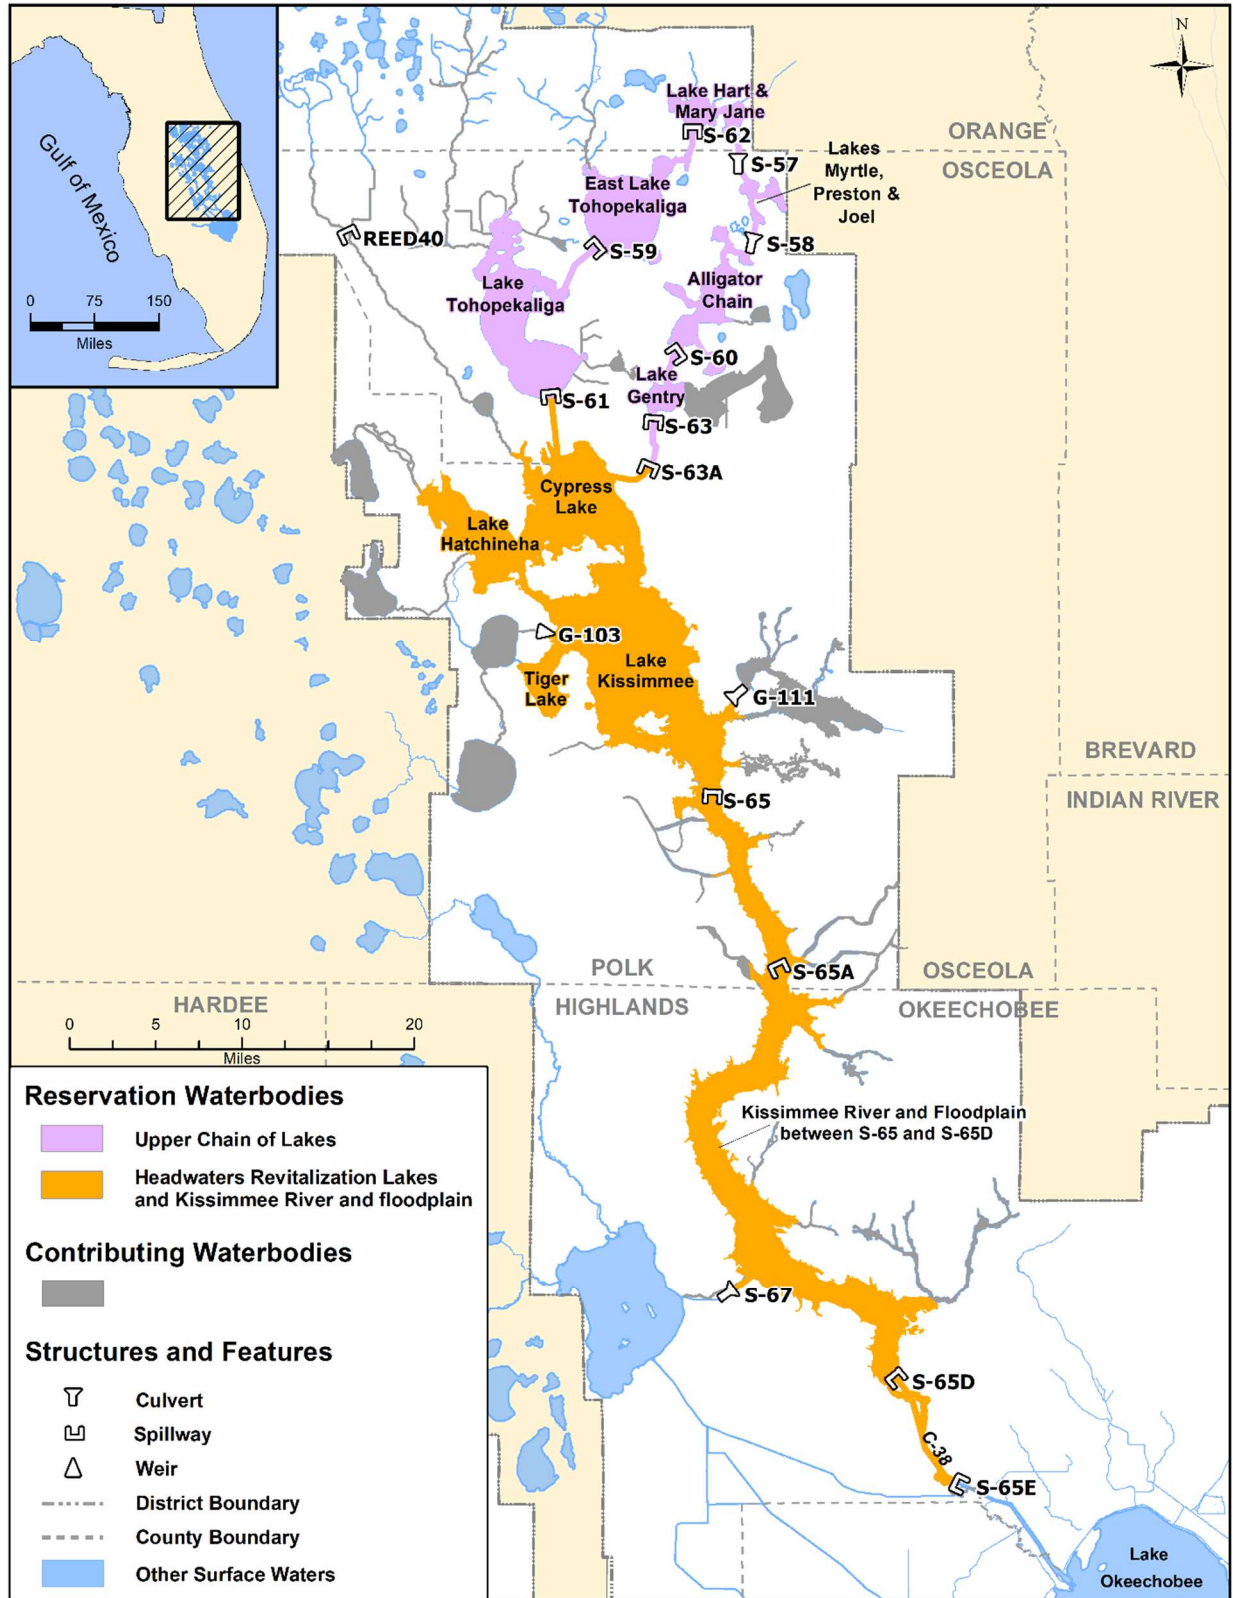 N
Gulf of Mexico
0 75 150
Miles
Lake Hart &
Mary Jane
S-62
ORANGE
OSCEOLA
S-57
Lakes
Myrtle,
Preston &
Joel
East Lake
Tohopekaliga
REED40
S-59
S-58
Lake
Tohopekaliga
Alligator
Chain
S-60
Lake
Gentry
S-61
S-63
S-63A
Cypress
Lake
Lake
Hatchineha
G-103
Lake
Kissimmee
Tiger
Lake
G-111
BREVARD
INDIAN RIVER
S-65
POLK
S-65A
OSCEOLA
HARDEE
HIGHLANDS
OKEECHOBEE
0 5 10 20
Miles
Kissimmee River and Floodplain
between S-65 and S-65D
S-67
S-65D
C-38
S-65E
Lake
Okeechobee
Reservation Waterbodies
Upper Chain of Lakes
Headwaters Revitalization Lakes
and Kissimmee River and floodplain
Contributing Waterbodies
Structures and Features
Culvert
Spillway
Weir
District Boundary
County Boundary
Other Surface Waters